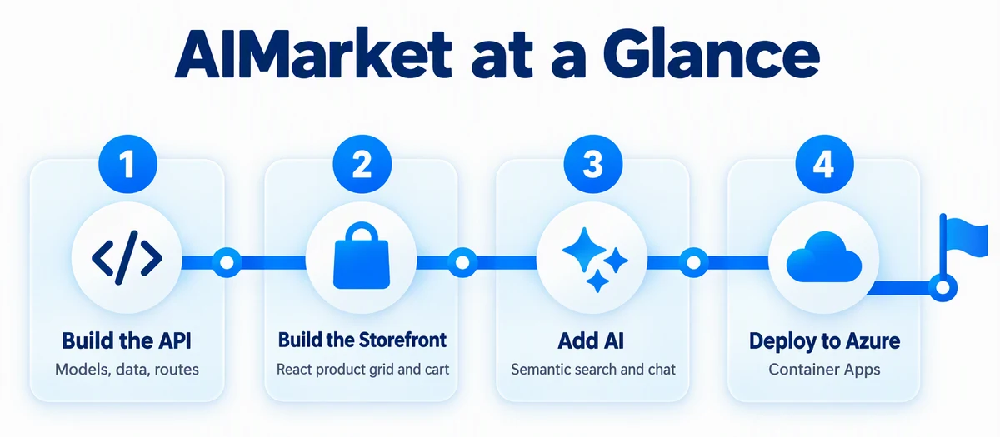 AIMarket at a Glance
1
2
3
4
Build the API
Models, data, routes
Build the Storefront
React product grid and cart
Add AI
Semantic search and chat
Deploy to Azure
Container Apps